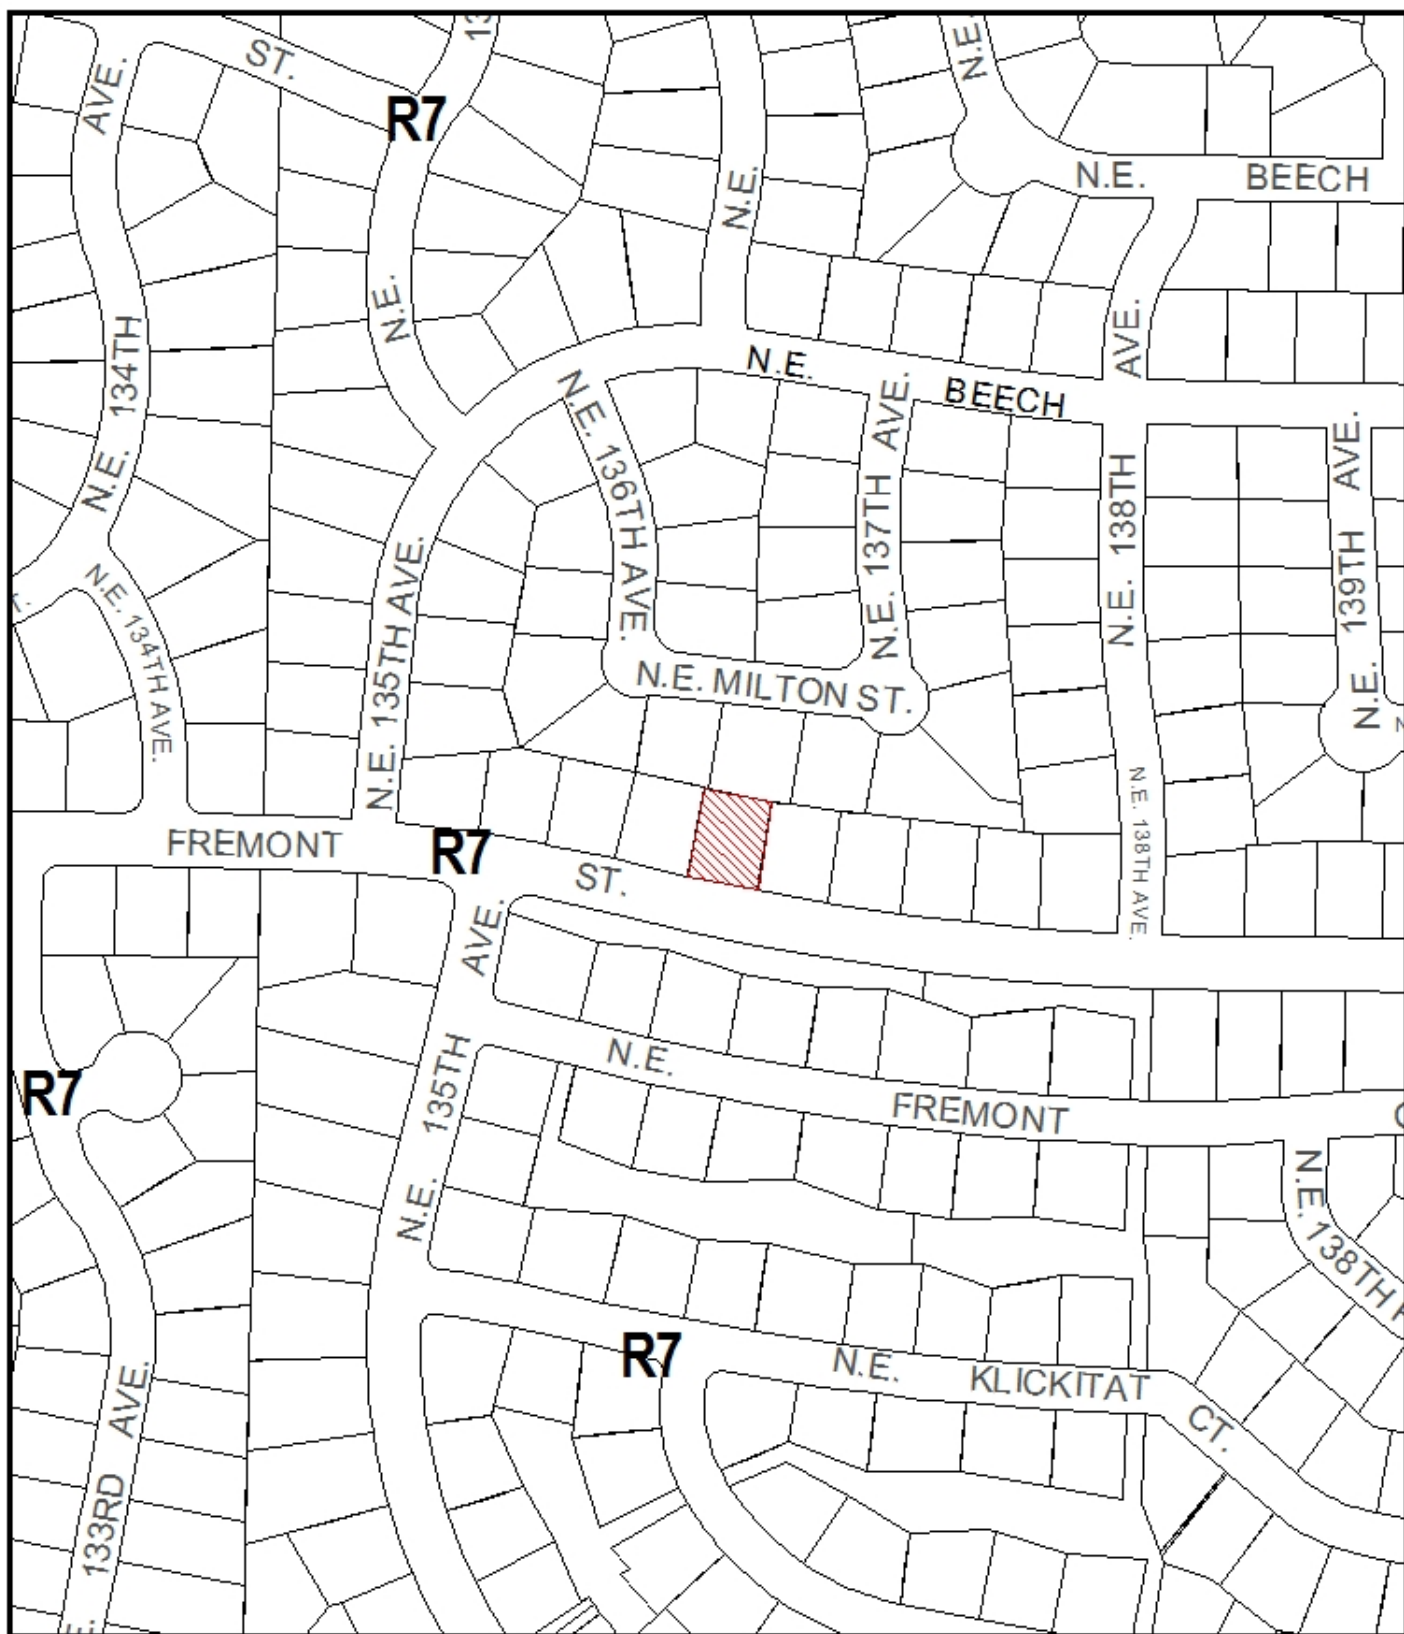 ST.
AVE.
13
N.E.
R7
N.E.
N.E. BEECH
N.E.
AVE.
N.E. 134TH
N.E. BEECH
N.E. 136TH AVE.
N.E. 137TH AVE.
N.E. 138TH
N.E. 139TH AVE.
N.E. 135TH AVE.
N.E. 134TH AVE.
N.E. MILTON ST.
N.E. 138TH AVE.
FREMONT
R7
ST.
AVE.
135TH
N.E.
N.E.
FREMONT
R7
N.E. 138TH
R7
N.E. KLICKITAT
CT.
133RD AVE.